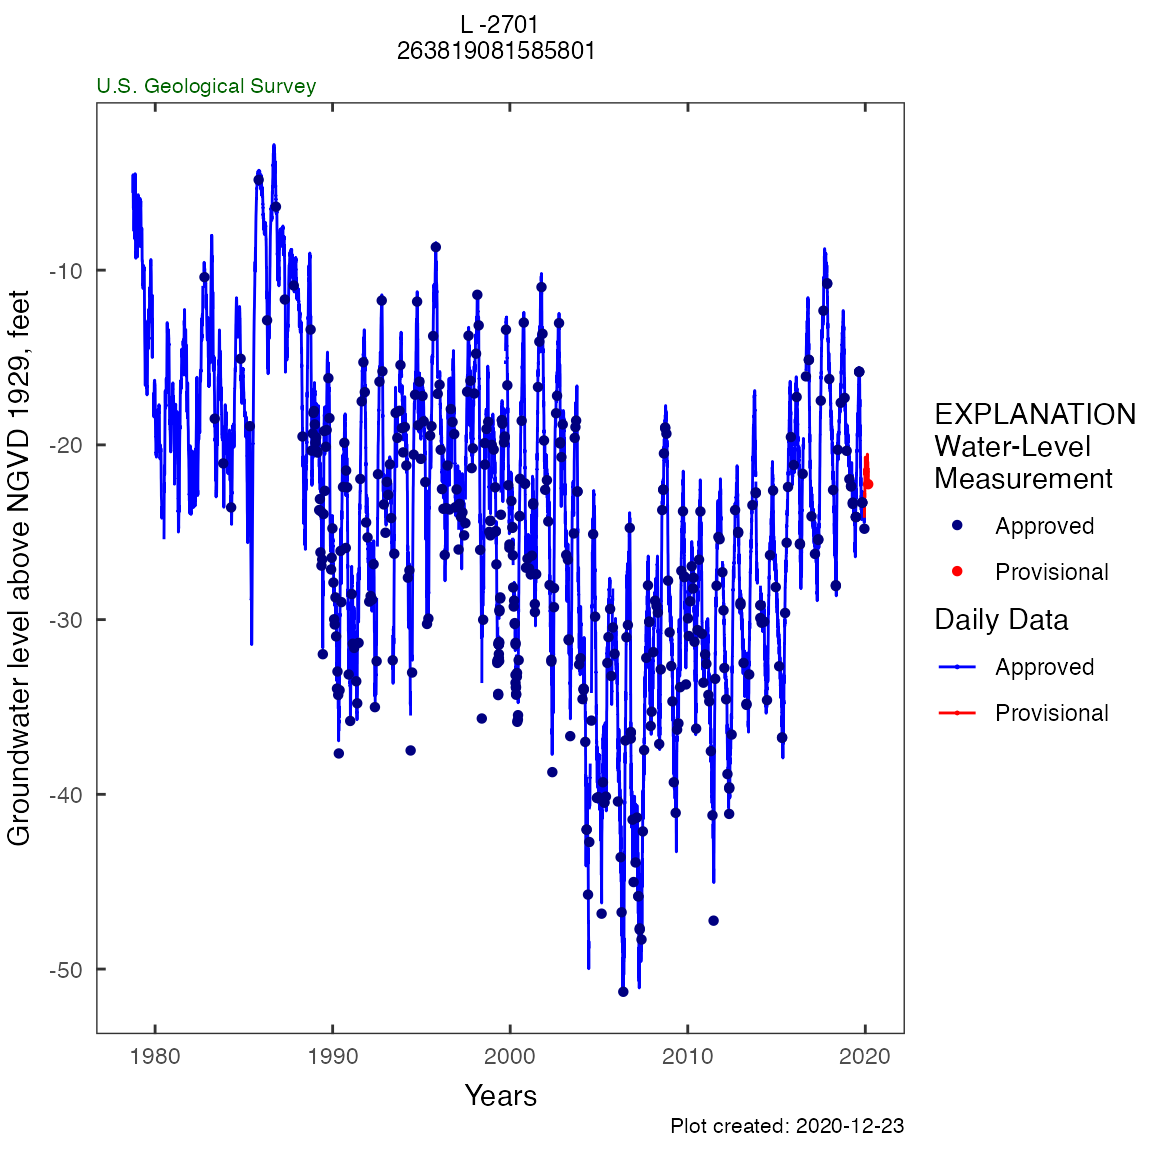 L -2701
263819081585801
U.S. Geological Survey
Groundwater level above NGVD 1929, feet
-10
-20
-30
-40
-50
1980
1990
2000
2010
2020
Years
EXPLANATION
Water-Level
Measurement
Approved
Provisional
Daily Data
Approved
Provisional
Plot created: 2020-12-23